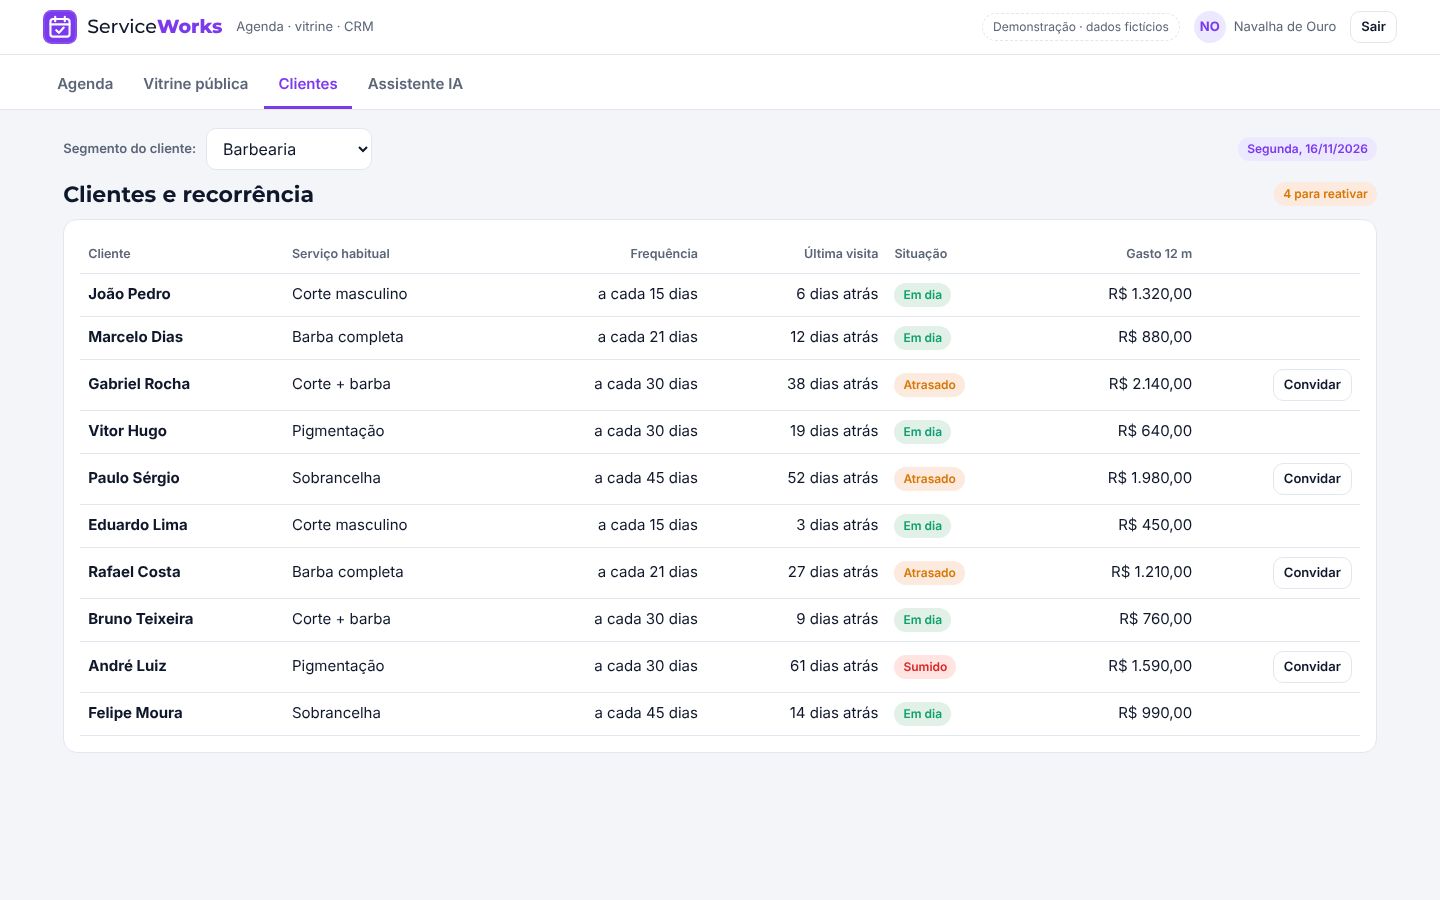 ServiceWorks Agenda · vitrine · CRM Demonstração · dados fictícios NO Navalha de Ouro Sair
Agenda Vitrine pública Clientes Assistente IA
Segmento do cliente: Barbearia Segunda, 16/11/2026
Clientes e recorrência 4 para reativar
Cliente Serviço habitual Frequência Última visita Situação Gasto 12 m
João Pedro Corte masculino a cada 15 dias 6 dias atrás Em dia R$ 1.320,00
Marcelo Dias Barba completa a cada 21 dias 12 dias atrás Em dia R$ 880,00
Gabriel Rocha Corte + barba a cada 30 dias 38 dias atrás Atrasado R$ 2.140,00 Convidar
Vitor Hugo Pigmentação a cada 30 dias 19 dias atrás Em dia R$ 640,00
Paulo Sérgio Sobrancelha a cada 45 dias 52 dias atrás Atrasado R$ 1.980,00 Convidar
Eduardo Lima Corte masculino a cada 15 dias 3 dias atrás Em dia R$ 450,00
Rafael Costa Barba completa a cada 21 dias 27 dias atrás Atrasado R$ 1.210,00 Convidar
Bruno Teixeira Corte + barba a cada 30 dias 9 dias atrás Em dia R$ 760,00
André Luiz Pigmentação a cada 30 dias 61 dias atrás Sumido R$ 1.590,00 Convidar
Felipe Moura Sobrancelha a cada 45 dias 14 dias atrás Em dia R$ 990,00